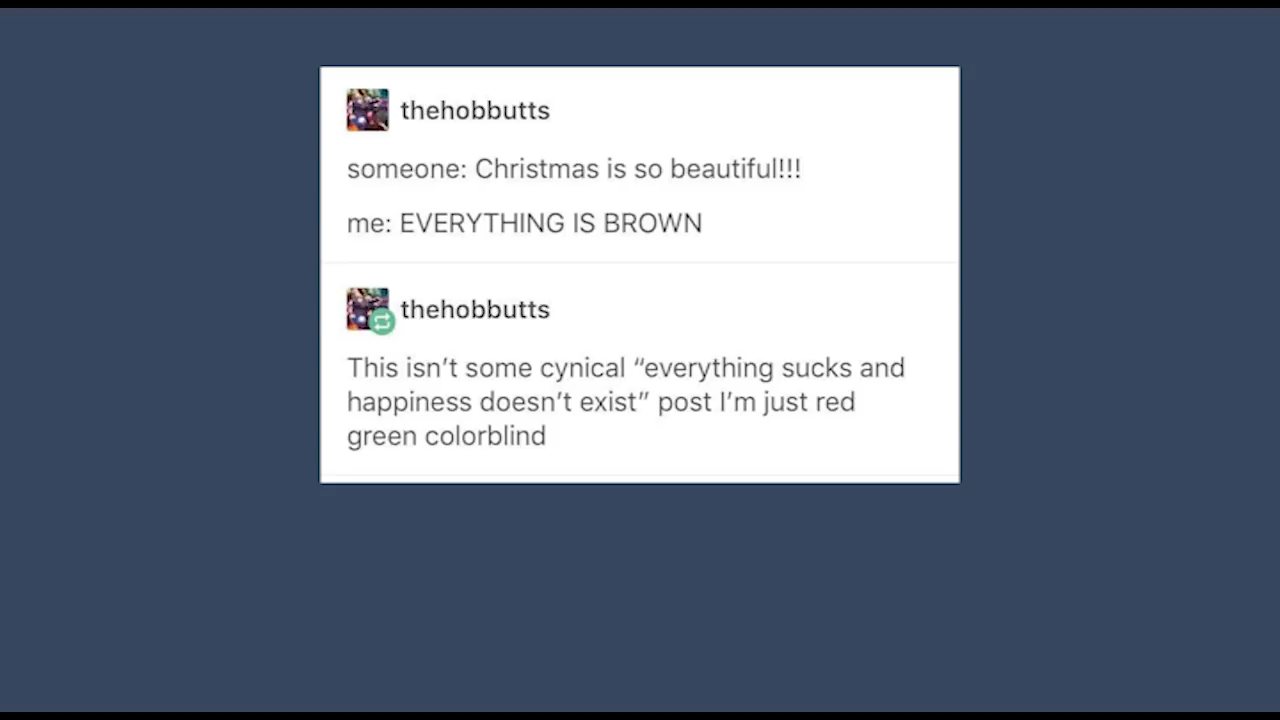 thehobbutts
someone: Christmas is so beautiful!!!
me: EVERYTHING IS BROWN
thehobbutts
This isn’t some cynical “everything sucks and
happiness doesn’t exist” post I’m just red
green colorblind